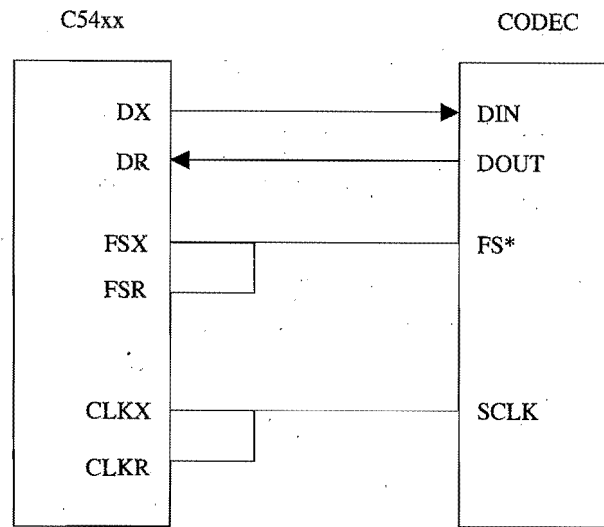 C54xx CODEC
DX DIN
DR DOUT
FSX FS*
FSR
CLKX SCLK
CLKR